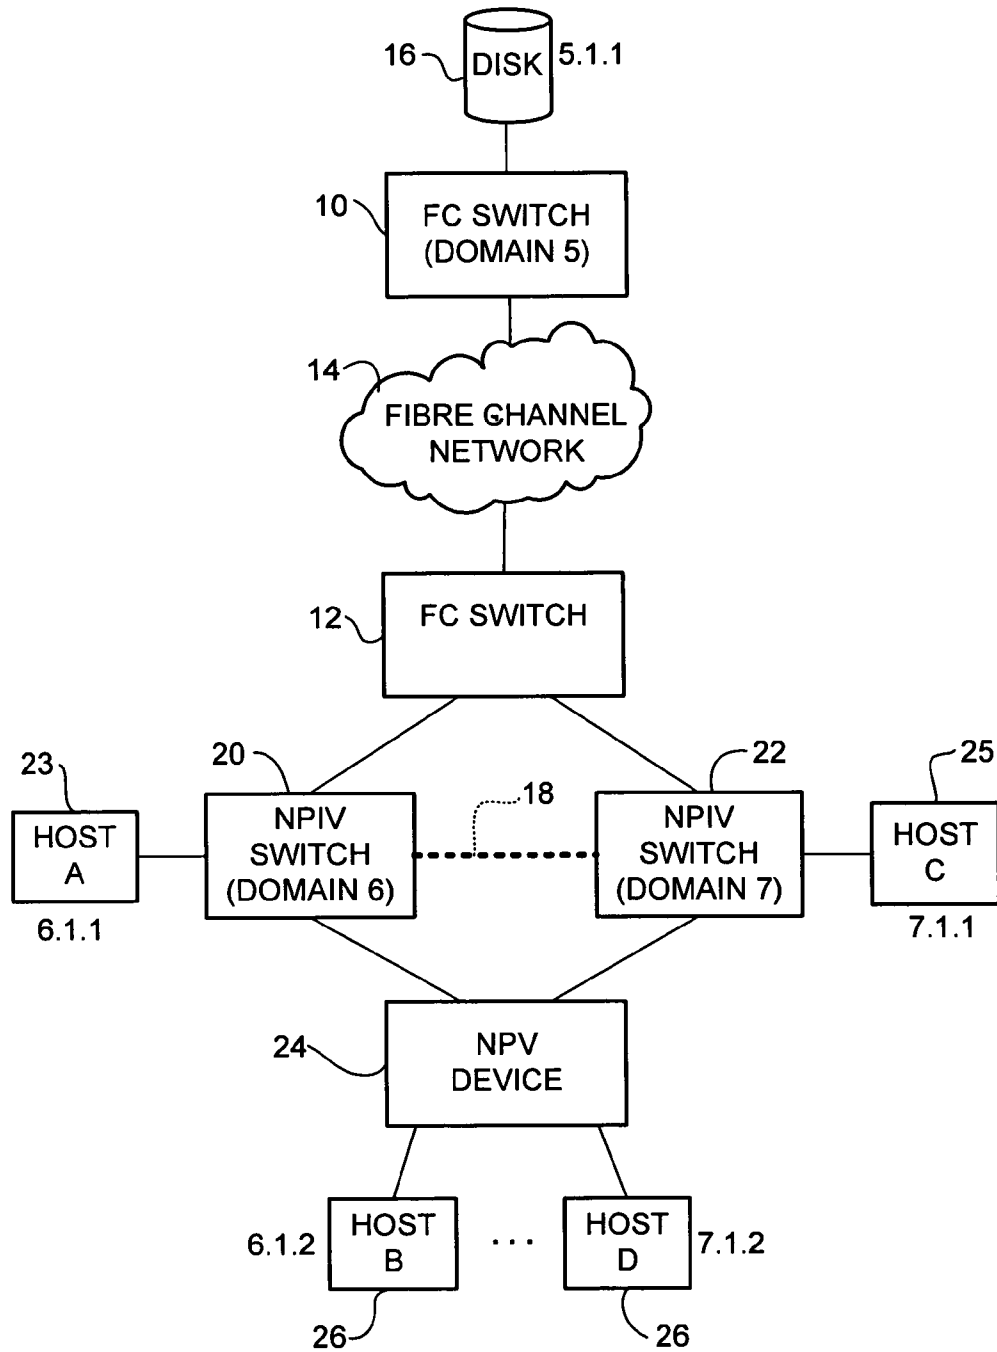 16
DISK
5.1.1
10
FC SWITCH
(DOMAIN 5)
14
FIBRE CHANNEL
NETWORK
12
FC SWITCH
23
20
18
22
25
HOST
A
6.1.1
NPIV
SWITCH
(DOMAIN 6)
NPIV
SWITCH
(DOMAIN 7)
HOST
C
7.1.1
24
NPV
DEVICE
6.1.2
HOST
B
26
...
HOST
D
7.1.2
26